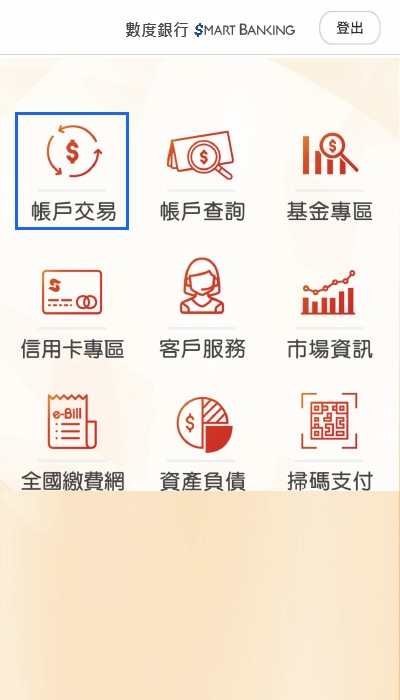 數度銀行 SMART BANKING 登出
帳戶交易 帳戶查詢 基金專區
信用卡專區 客戶服務 市場資訊
e-Bill
全國繳費網 資產負債 掃碼支付